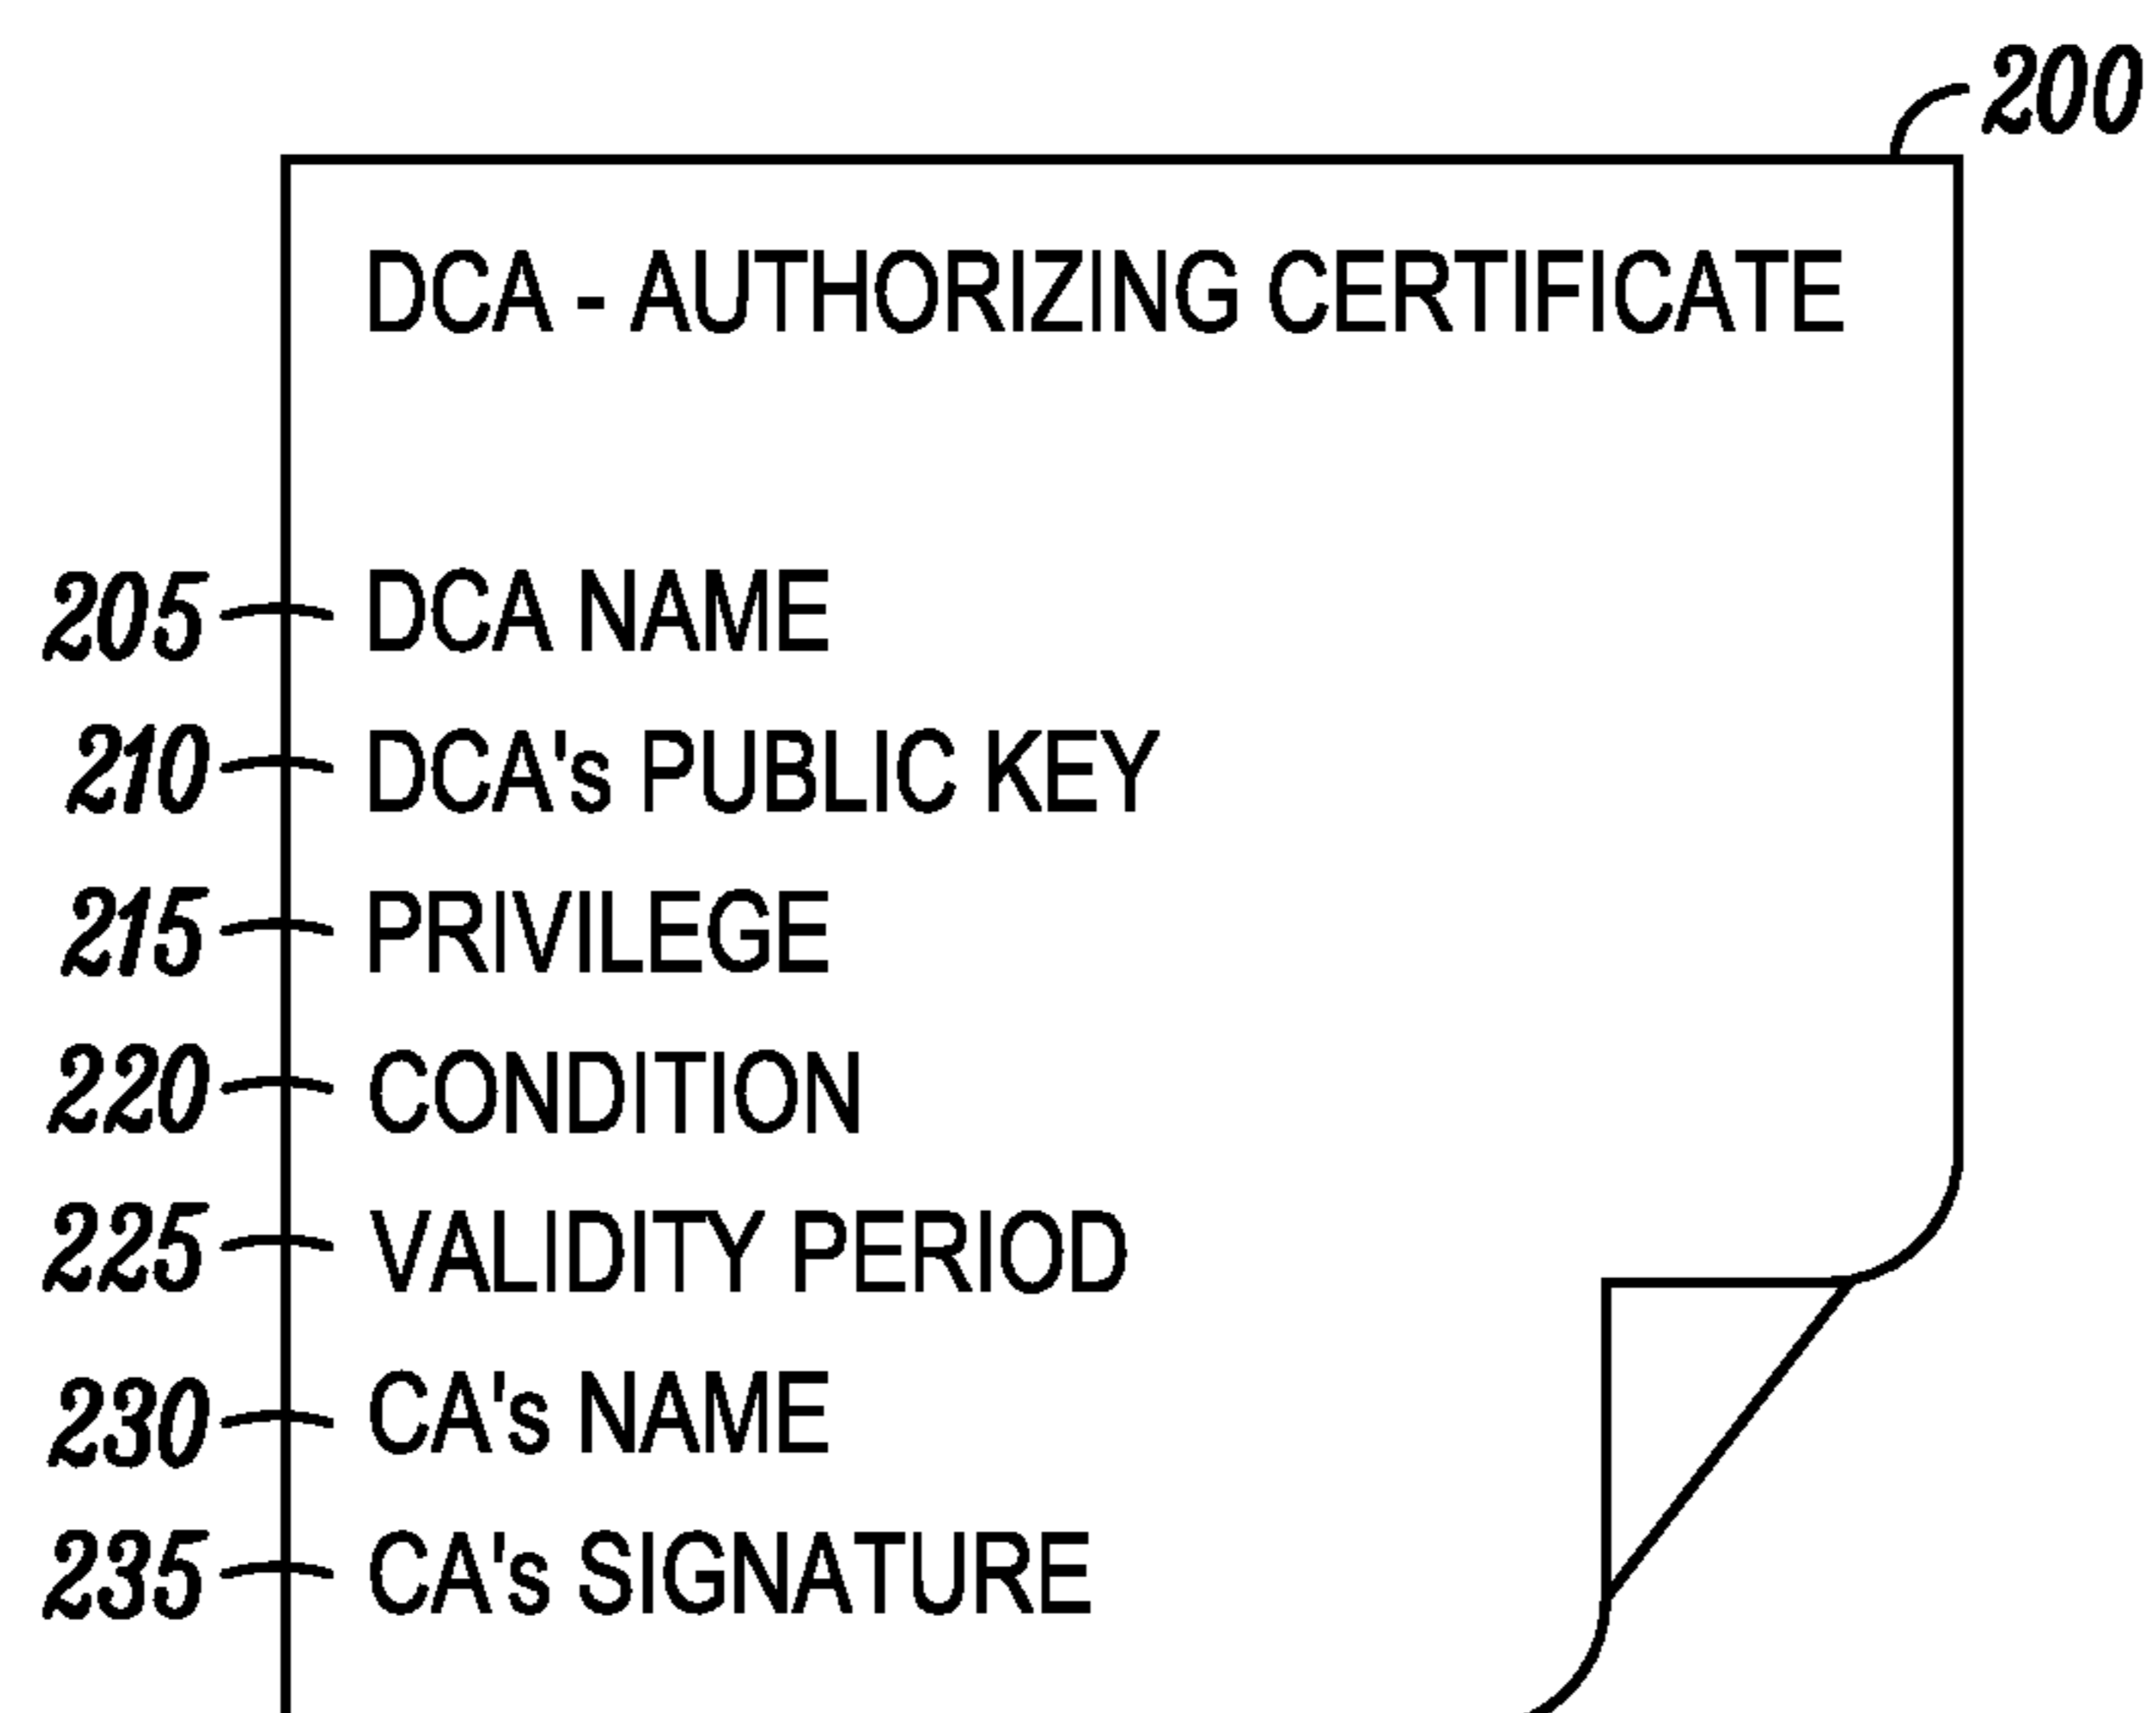 200
DCA - AUTHORIZING CERTIFICATE
205 DCA NAME
210 DCA's PUBLIC KEY
215 PRIVILEGE
220 CONDITION
225 VALIDITY PERIOD
230 CA's NAME
235 CA's SIGNATURE